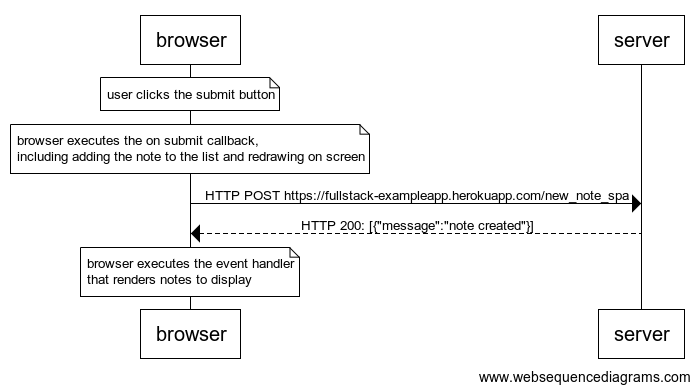 browser
server
user clicks the submit button
browser executes the on submit callback,
including adding the note to the list and redrawing on screen
HTTP POST https://fullstack-exampleapp.herokuapp.com/new_note_spa
HTTP 200: [{"message":"note created"}]
browser executes the event handler
that renders notes to display
browser
server
www.websequencediagrams.com